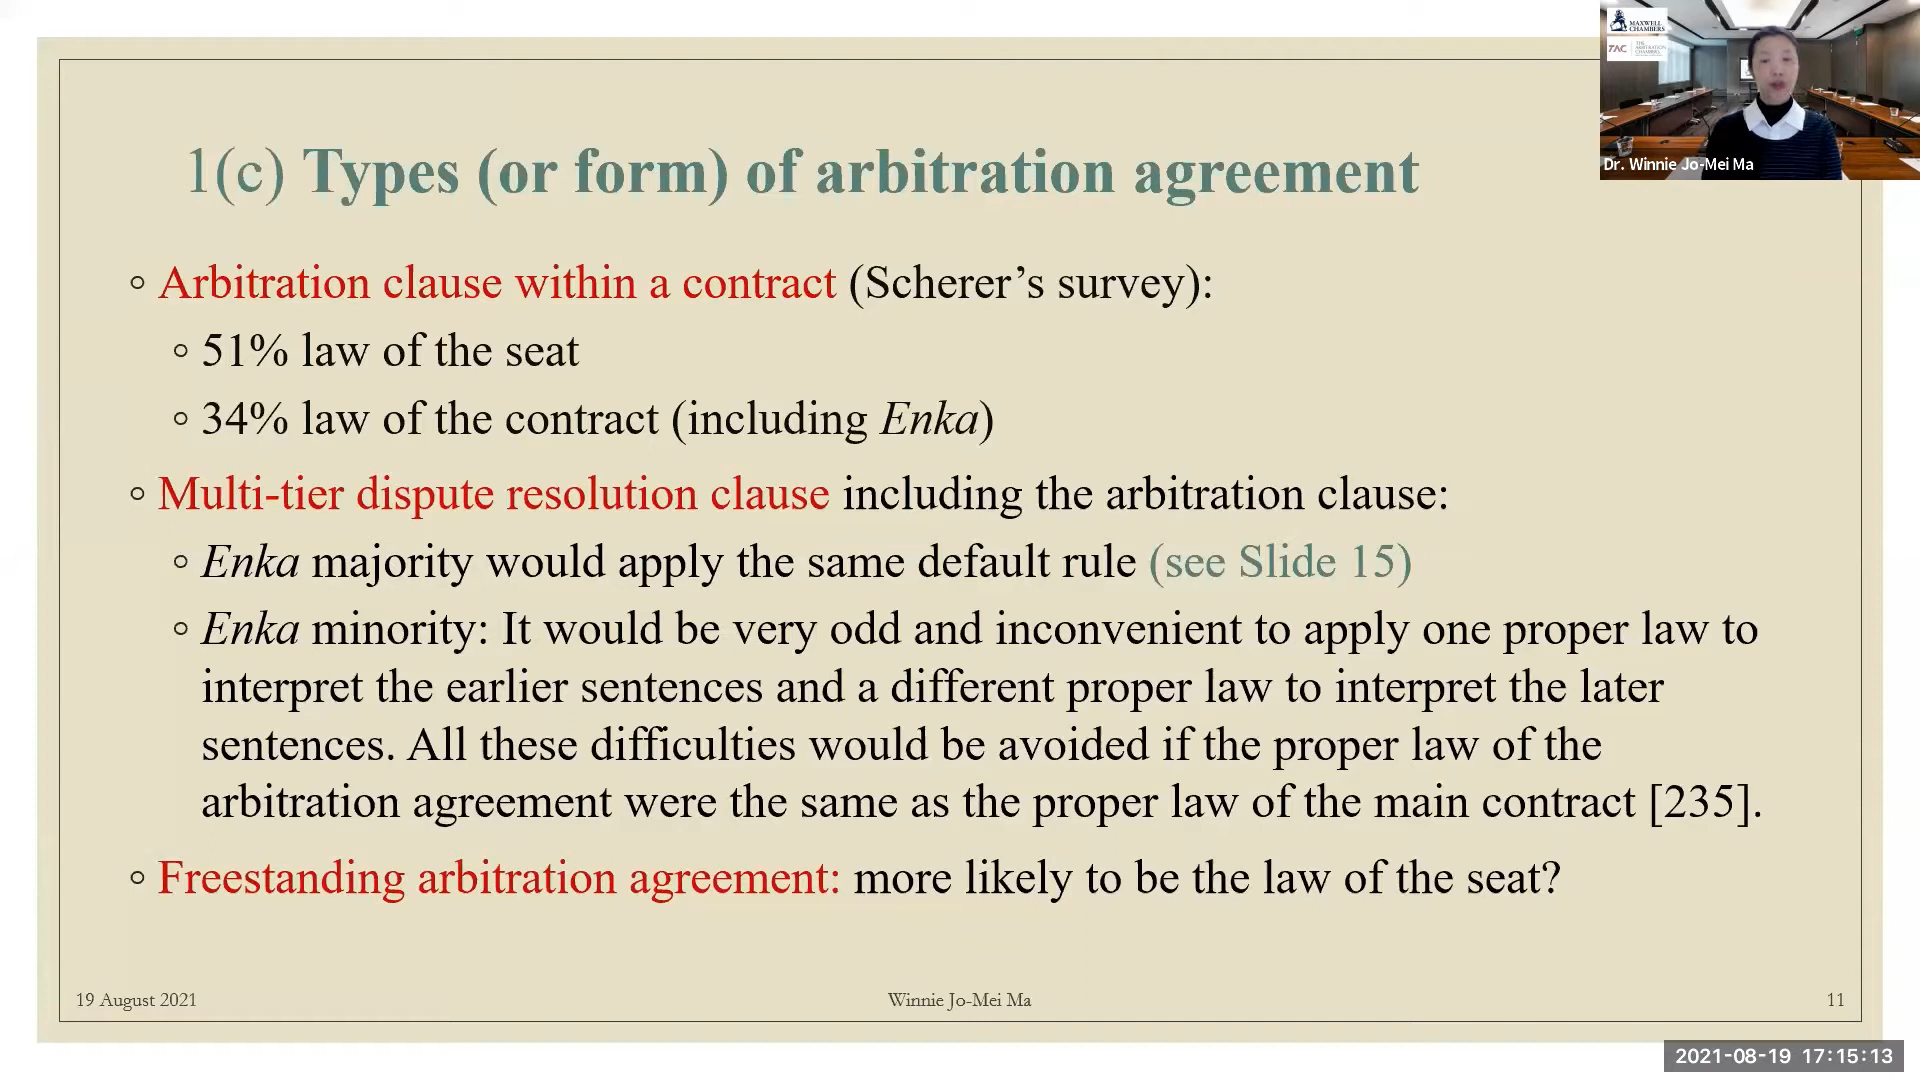 1(c) Types (or form) of arbitration agreement
◦ Arbitration clause within a contract (Scherer’s survey):
◦ 51% law of the seat
◦ 34% law of the contract (including Enka)
◦ Multi-tier dispute resolution clause including the arbitration clause:
◦ Enka majority would apply the same default rule (see Slide 15)
◦ Enka minority: It would be very odd and inconvenient to apply one proper law to
interpret the earlier sentences and a different proper law to interpret the later
sentences. All these difficulties would be avoided if the proper law of the
arbitration agreement were the same as the proper law of the main contract [235].
◦ Freestanding arbitration agreement: more likely to be the law of the seat?
19 August 2021
Winnie Jo-Mei Ma
11
MAXWELL
CHAMBERS
TAC
THE
ARBITRATION
CHAMBERS
Dr. Winnie Jo-Mei Ma
2021-08-19 17:15:13